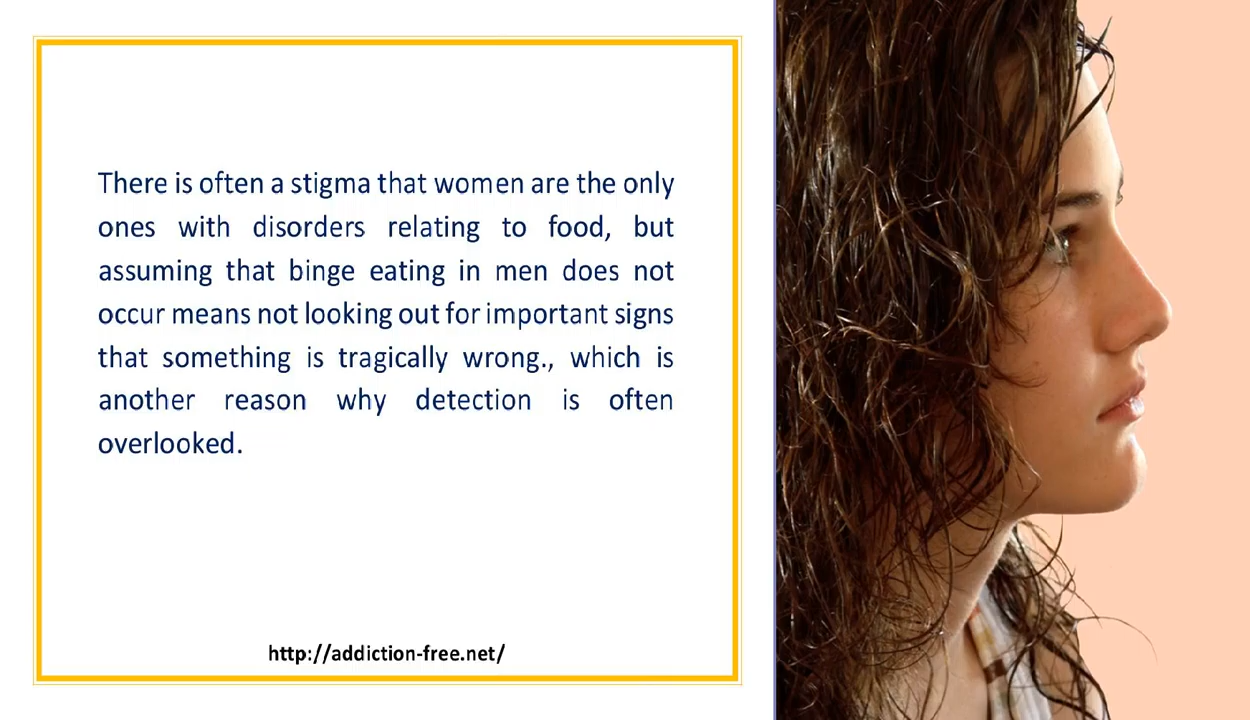 There is often a stigma that women are the only
ones with disorders relating to food, but
assuming that binge eating in men does not
occur means not looking out for important signs
that something is tragically wrong., which is
another reason why detection is often
overlooked.
http://addiction-free.net/